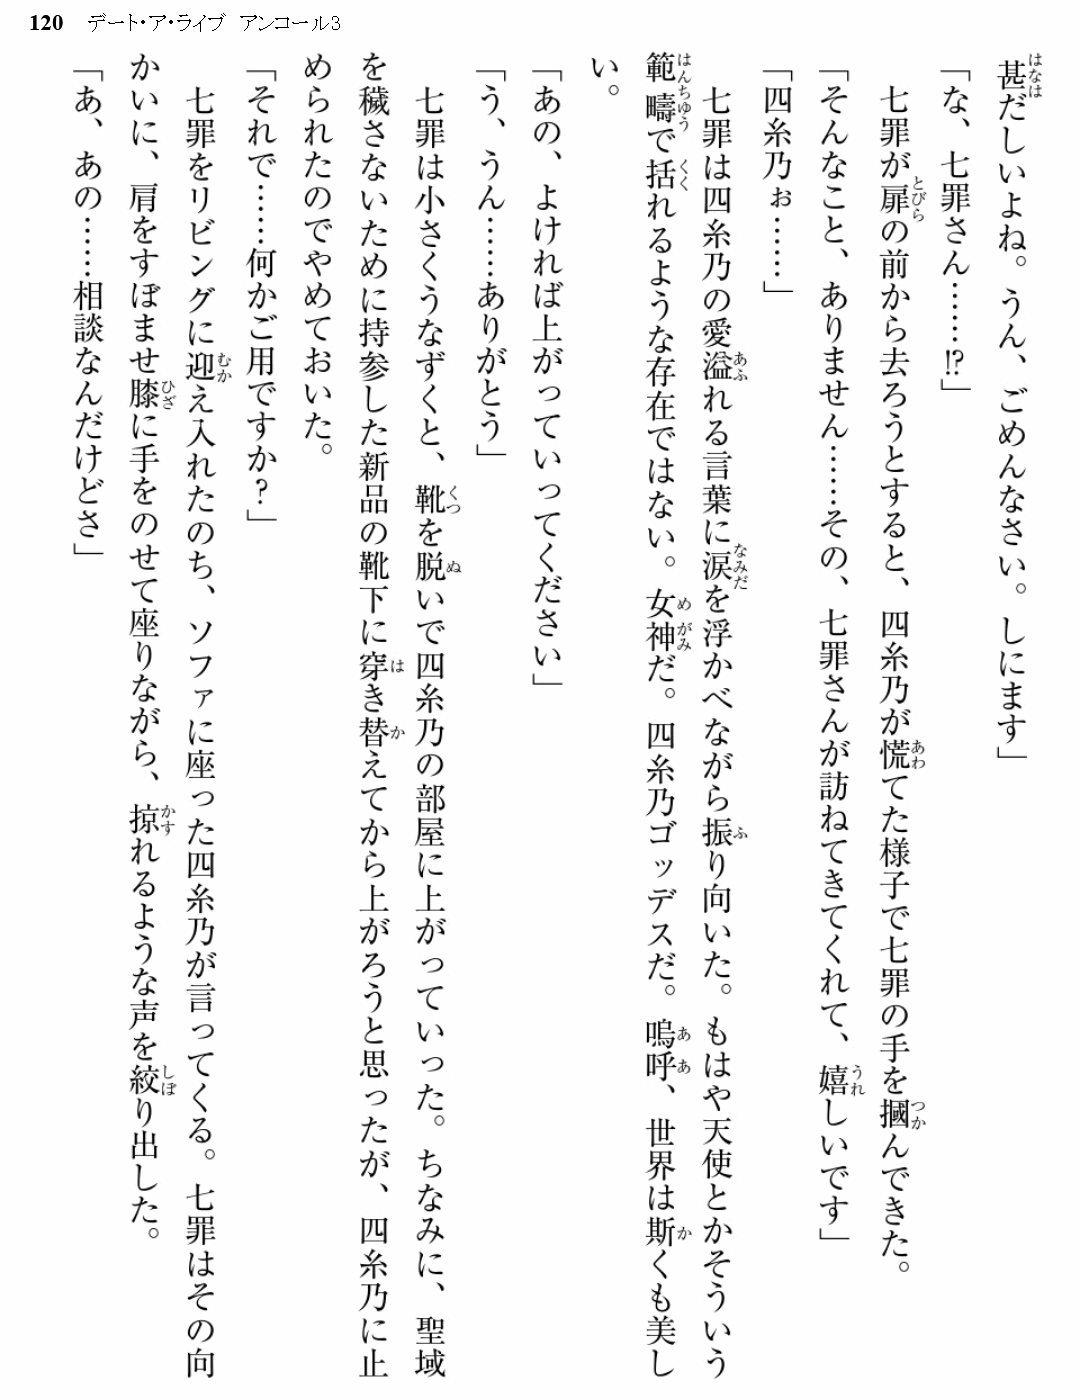 120 デート・ア・ライブ アンコール3
甚だしいよね。うん、ごめんなさい。しにます」
「な、七罪さん……!?」
　七罪が扉の前から去ろうとすると、四糸乃が慌てた様子で七罪の手を摑んできた。
「そんなこと、ありません……その、七罪さんが訪ねてきてくれて、嬉しいです」
「四糸乃ぉ……」
　七罪は四糸乃の愛溢れる言葉に涙を浮かべながら振り向いた。もはや天使とかそういう
範疇で括れるような存在ではない。女神だ。四糸乃ゴッデスだ。嗚呼、世界は斯くも美し
い。
「あの、よければ上がっていってください」
「う、うん……ありがとう」
　七罪は小さくうなずくと、靴を脱いで四糸乃の部屋に上がっていった。ちなみに、聖域
を穢さないために持参した新品の靴下に穿き替えてから上がろうと思ったが、四糸乃に止
められたのでやめておいた。
「それで……何かご用ですか？」
　七罪をリビングに迎え入れたのち、ソファに座った四糸乃が言ってくる。七罪はその向
かいに、肩をすぼませ膝に手をのせて座りながら、掠れるような声を絞り出した。
「あ、あの……相談なんだけどさ」